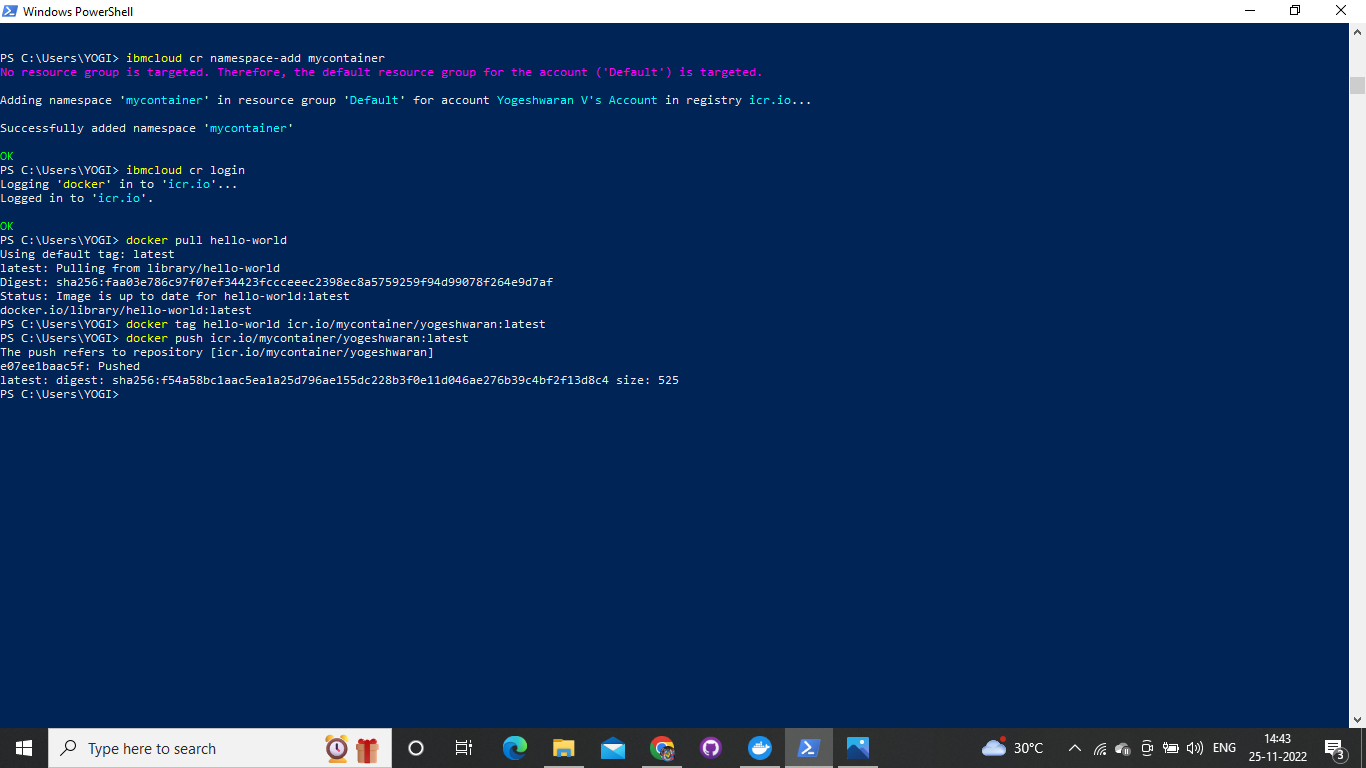 Windows PowerShell
PS C:\Users\YOGI> ibmcloud cr namespace-add mycontainer
No resource group is targeted. Therefore, the default resource group for the account ('Default') is targeted.
Adding namespace 'mycontainer' in resource group 'Default' for account Yogeshwaran V's Account in registry icr.io...
Successfully added namespace 'mycontainer'
OK
PS C:\Users\YOGI> ibmcloud cr login
Logging 'docker' in to 'icr.io'...
Logged in to 'icr.io'.
OK
PS C:\Users\YOGI> docker pull hello-world
Using default tag: latest
latest: Pulling from library/hello-world
Digest: sha256:faa03e786c97f07ef34423fccceeec2398ec8a5759259f94d99078f264e9d7af
Status: Image is up to date for hello-world:latest
docker.io/library/hello-world:latest
PS C:\Users\YOGI> docker tag hello-world icr.io/mycontainer/yogeshwaran:latest
PS C:\Users\YOGI> docker push icr.io/mycontainer/yogeshwaran:latest
The push refers to repository [icr.io/mycontainer/yogeshwaran]
e07ee1baac5f: Pushed
latest: digest: sha256:f54a58bc1aac5ea1a25d796ae155dc228b3f0e11d046ae276b39c4bf2f13d8c4 size: 525
PS C:\Users\YOGI>
Type here to search
30°C
ENG
14:43
25-11-2022
3